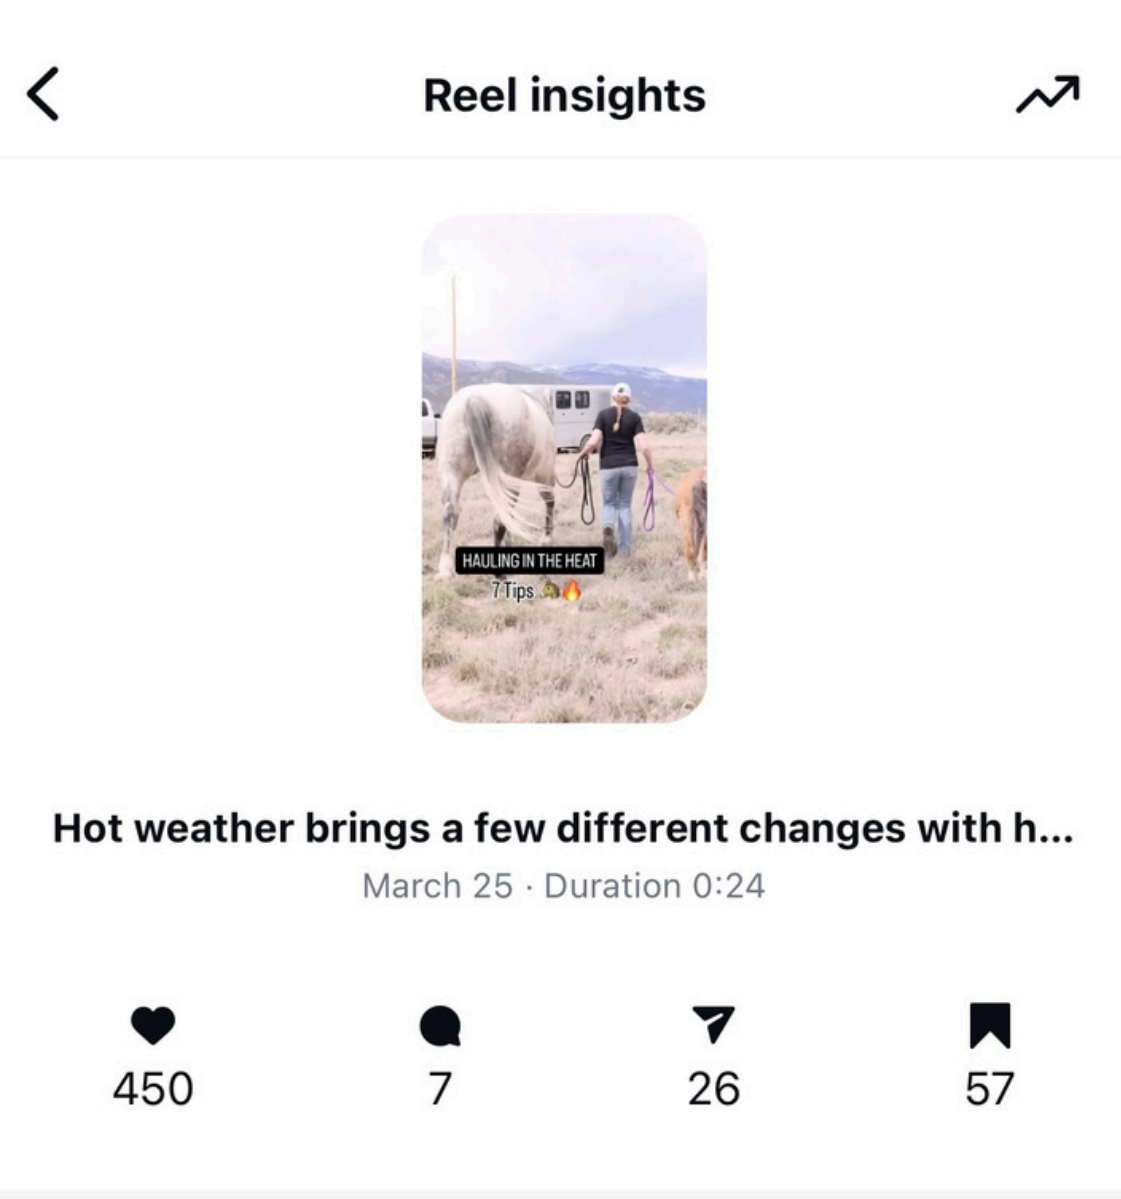 Reel insights
HAULING IN THE HEAT
7 Tips 🐴🔥
Hot weather brings a few different changes with h...
March 25 · Duration 0:24
450
7
26
57